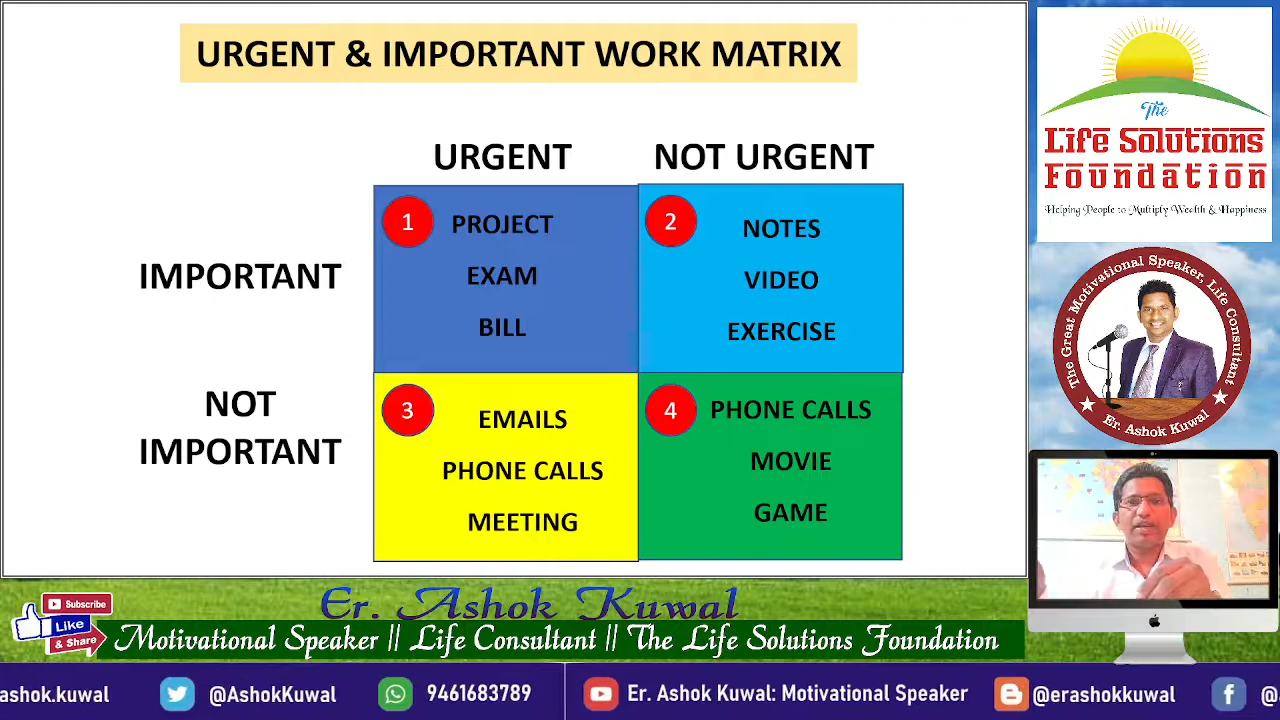 URGENT & IMPORTANT WORK MATRIX
URGENT
NOT URGENT
IMPORTANT
NOT
IMPORTANT
1
PROJECT
EXAM
BILL
2
NOTES
VIDEO
EXERCISE
3
EMAILS
PHONE CALLS
MEETING
4
PHONE CALLS
MOVIE
GAME
The
Life Solutions
Foundation
Helping People to Multiply Wealth & Happiness
The Great Motivational Speaker, Life Consultant
Er. Ashok Kuwal
Subscribe
Like
& Share
Er. Ashok Kuwal
Motivational Speaker || Life Consultant || The Life Solutions Foundation
ashok.kuwal
@AshokKuwal
9461683789
Er. Ashok Kuwal: Motivational Speaker
@erashokkuwal
@